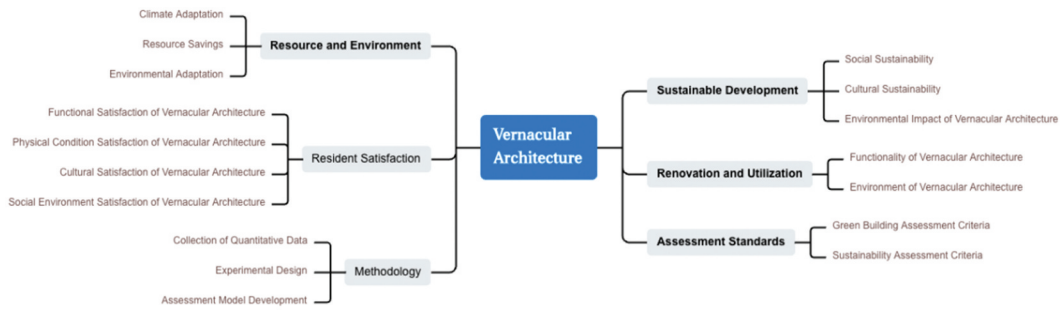 Climate Adaptation
Resource Savings
Environmental Adaptation
Resource and Environment
Functional Satisfaction of Vernacular Architecture
Physical Condition Satisfaction of Vernacular Architecture
Cultural Satisfaction of Vernacular Architecture
Social Environment Satisfaction of Vernacular Architecture
Resident Satisfaction
Collection of Quantitative Data
Experimental Design
Assessment Model Development
Methodology
Vernacular
Architecture
Sustainable Development
Social Sustainability
Cultural Sustainability
Environmental Impact of Vernacular Architecture
Renovation and Utilization
Functionality of Vernacular Architecture
Environment of Vernacular Architecture
Assessment Standards
Green Building Assessment Criteria
Sustainability Assessment Criteria